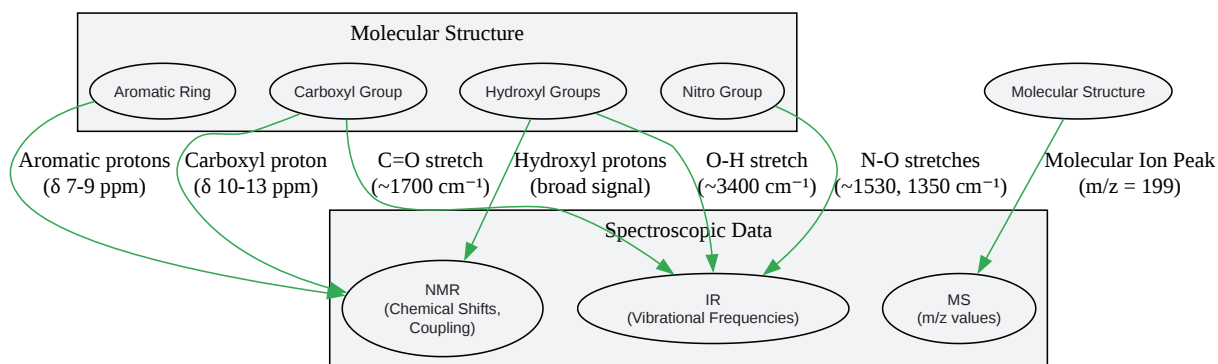 Molecular Structure
Aromatic Ring
Carboxyl Group
Hydroxyl Groups
Nitro Group
Molecular Structure
Aromatic protons
(δ 7-9 ppm)
Carboxyl proton
(δ 10-13 ppm)
C=O stretch
(~1700 cm⁻¹)
Hydroxyl protons
(broad signal)
O-H stretch
(~3400 cm⁻¹)
N-O stretches
(~1530, 1350 cm⁻¹)
Molecular Ion Peak
(m/z = 199)
Spectroscopic Data
NMR
(Chemical Shifts,
Coupling)
IR
(Vibrational Frequencies)
MS
(m/z values)